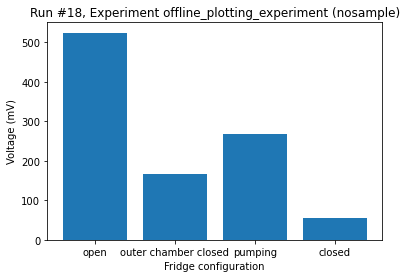 Run #18, Experiment offline_plotting_experiment (nosample)
500
400
300
200
100
0
Voltage (mV)
open outer chamber closed pumping closed
Fridge configuration